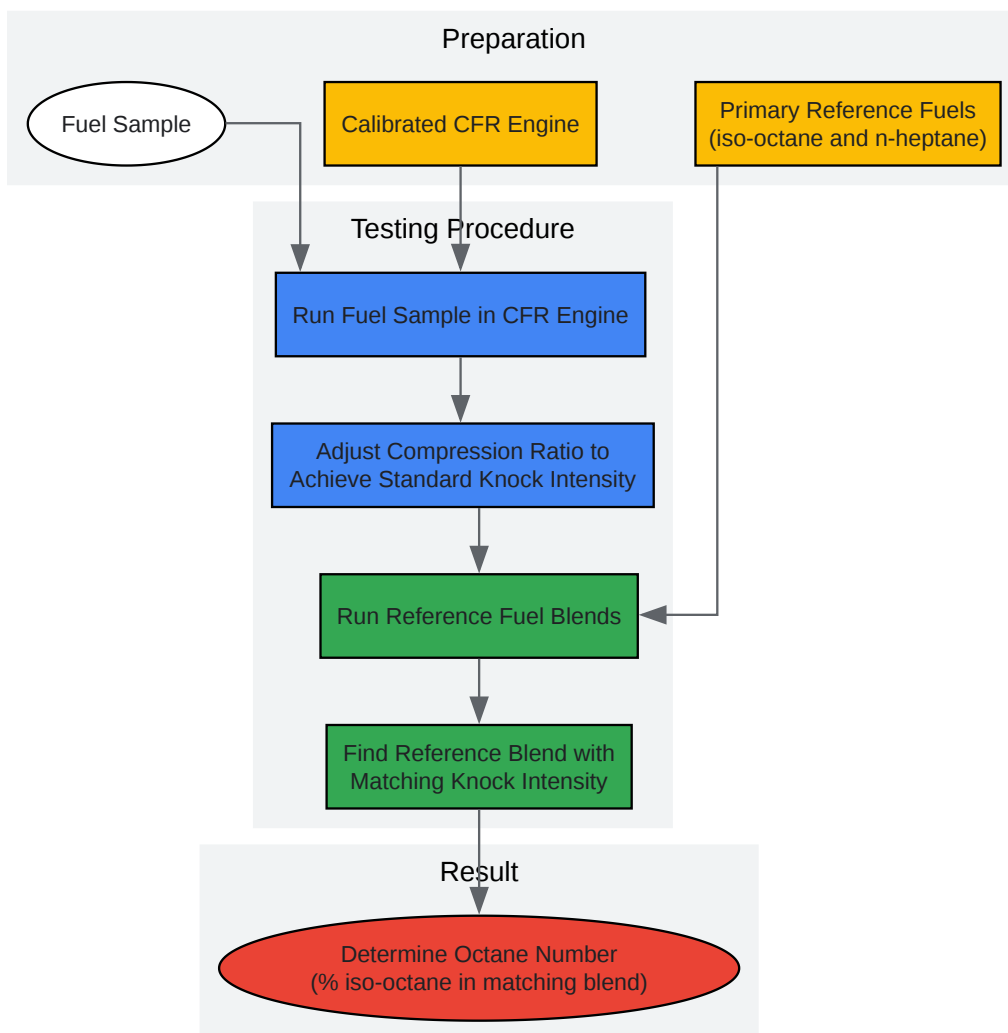 Preparation
Fuel Sample
Calibrated CFR Engine
Primary Reference Fuels
(iso-octane and n-heptane)
Testing Procedure
Run Fuel Sample in CFR Engine
Adjust Compression Ratio to
Achieve Standard Knock Intensity
Run Reference Fuel Blends
Find Reference Blend with
Matching Knock Intensity
Result
Determine Octane Number
(% iso-octane in matching blend)